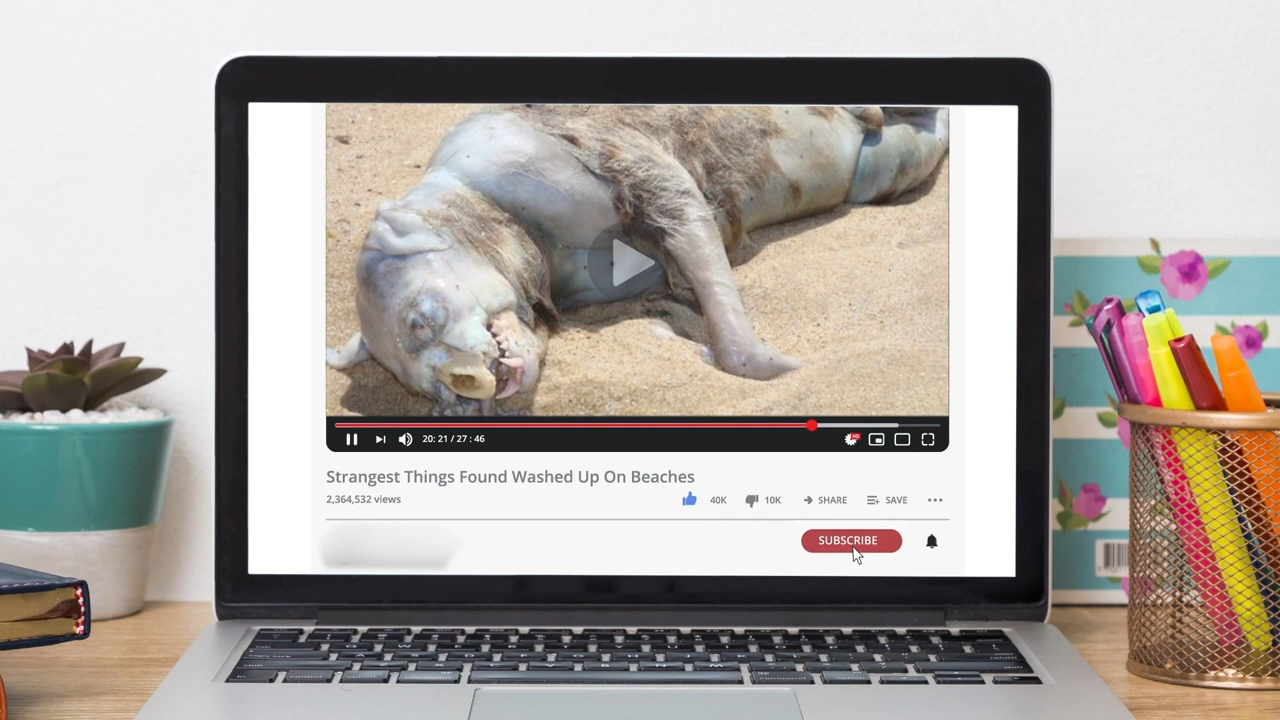 20: 21 / 27 : 46
HD
Strangest Things Found Washed Up On Beaches
2,364,532 views
40K
10K
SHARE
SAVE
SUBSCRIBE